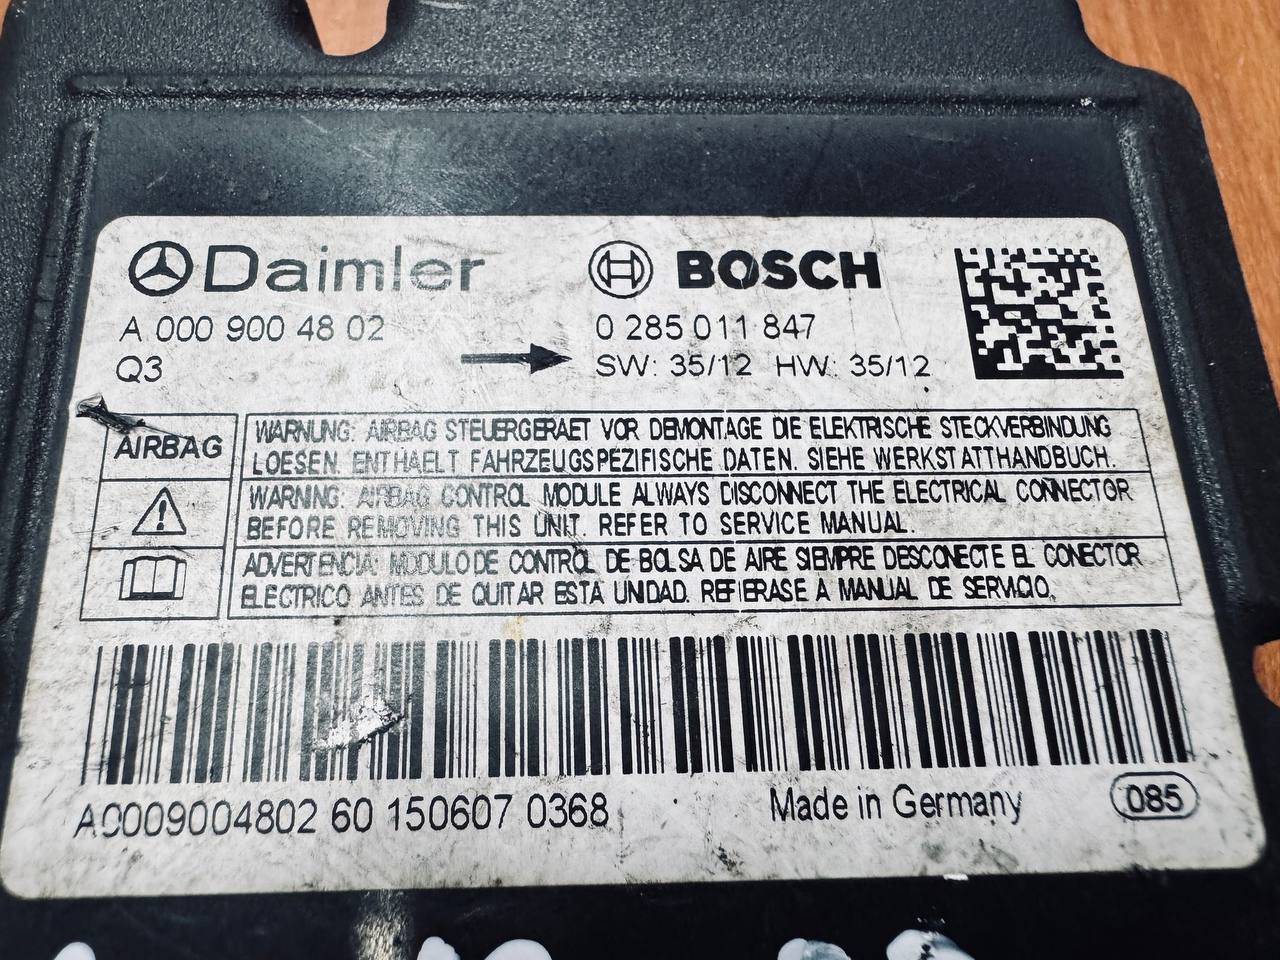 Daimler BOSCH
A 000 900 48 02 0 285 011 847
Q3 SW: 35/12 HW: 35/12
AIRBAG
WARNUNG: AIRBAG STEUERGERAET VOR DEMONTAGE DIE ELEKTRISCHE STECKVERBINDUNG
LOESEN. ENTHAELT FAHRZEUGSPEZIFISCHE DATEN. SIEHE WERKSTATTHANDBUCH.
WARNING: AIRBAG CONTROL MODULE ALWAYS DISCONNECT THE ELECTRICAL CONNECTOR
BEFORE REMOVING THIS UNIT. REFER TO SERVICE MANUAL.
ADVERTENCIA: MODULO DE CONTROL DE BOLSA DE AIRE SIEMPRE DESCONECTE EL CONECTOR
ELECTRICO ANTES DE QUITAR ESTA UNIDAD. REFIERASE A MANUAL DE SERVICIO.
A0009004802 60 150607 0368 Made in Germany 085